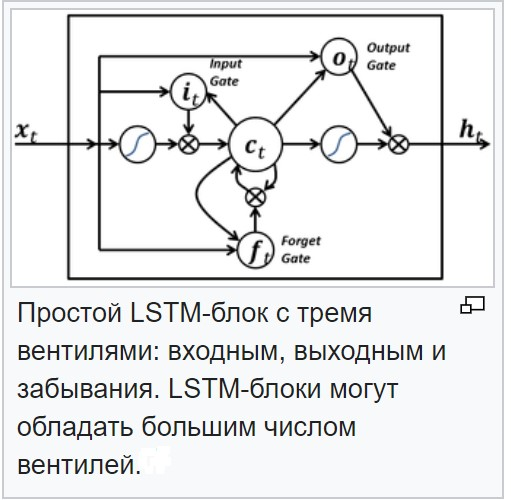 Input
Gate
Output
Gate
o_t
i_t
x_t
c_t
h_t
f_t
Forget
Gate
Простой LSTM-блок с тремя
вентилями: входным, выходным и
забывания. LSTM-блоки могут
обладать большим числом
вентилей.